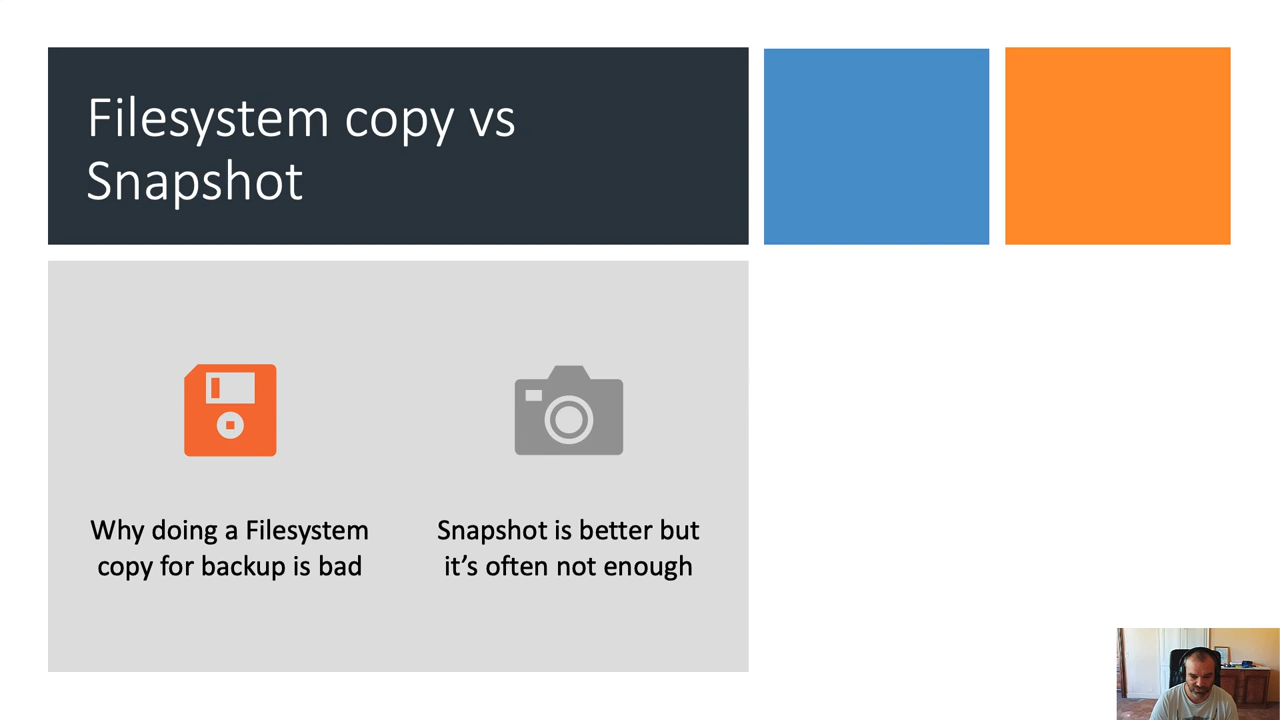 Filesystem copy vs
Snapshot
Why doing a Filesystem
copy for backup is bad
Snapshot is better but
it’s often not enough